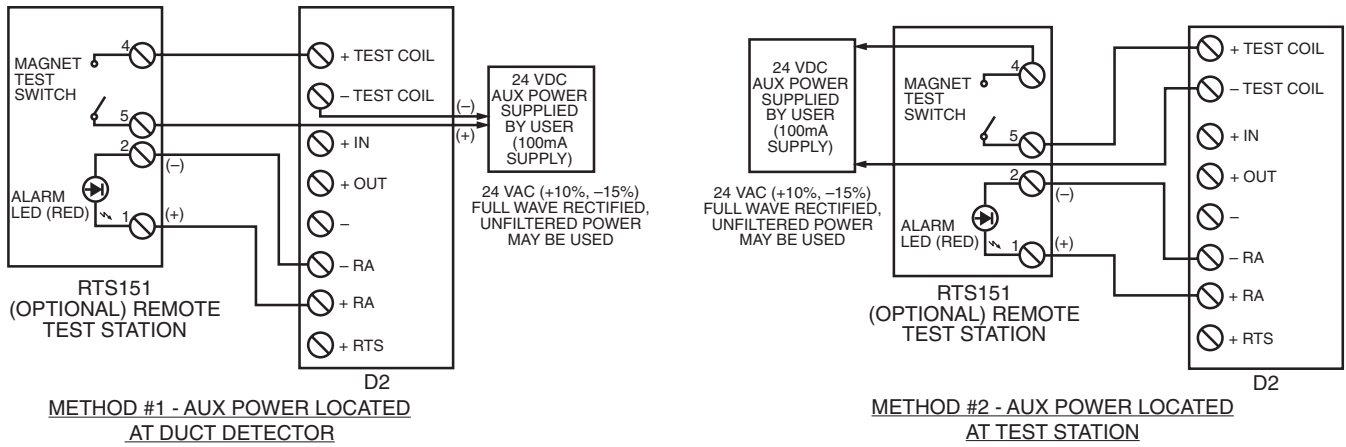 4
+ TEST COIL
MAGNET
TEST
SWITCH
– TEST COIL
(–)
24 VDC
AUX POWER
SUPPLIED
BY USER
(100mA
SUPPLY)
5
(+)
+ IN
2
(–)
+ OUT
ALARM
LED (RED)
1
(+)
–
– RA
+ RA
+ RTS
24 VAC (+10%, –15%)
FULL WAVE RECTIFIED,
UNFILTERED POWER
MAY BE USED
RTS151
(OPTIONAL) REMOTE
TEST STATION
D2
METHOD #1 - AUX POWER LOCATED
AT DUCT DETECTOR
24 VDC
AUX POWER
SUPPLIED
BY USER
(100mA
SUPPLY)
24 VAC (+10%, –15%)
FULL WAVE RECTIFIED,
UNFILTERED POWER
MAY BE USED
4
MAGNET
TEST
SWITCH
5
2
(–)
ALARM
LED (RED)
1
(+)
+ TEST COIL
– TEST COIL
+ IN
+ OUT
–
– RA
+ RA
+ RTS
RTS151
(OPTIONAL) REMOTE
TEST STATION
D2
METHOD #2 - AUX POWER LOCATED
AT TEST STATION